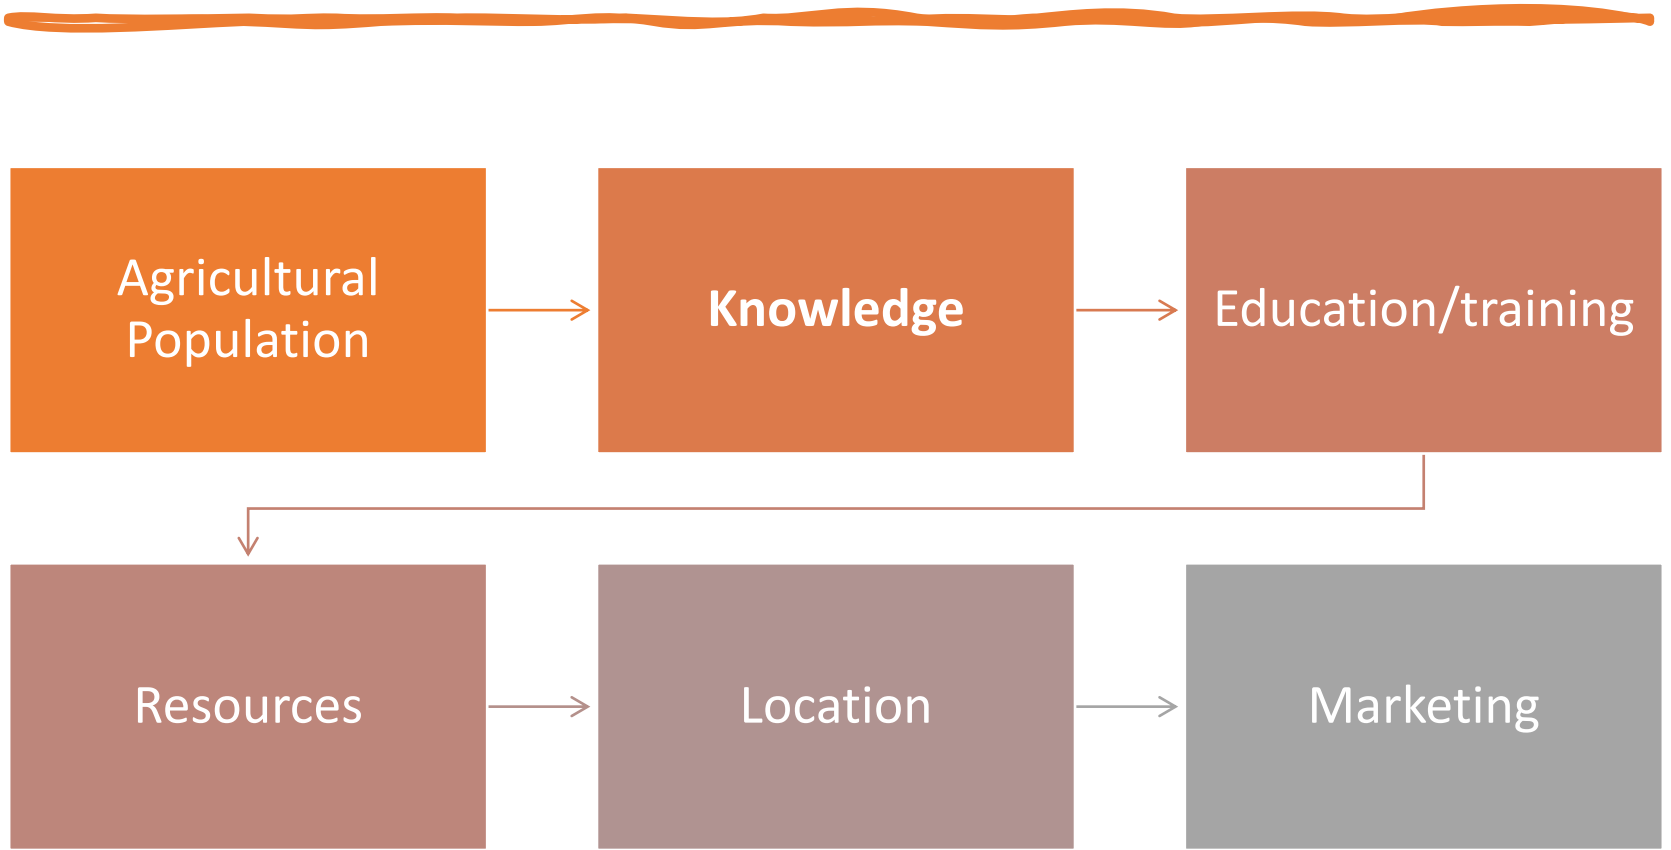 Agricultural
Population
Knowledge
Education/training
Resources
Location
Marketing